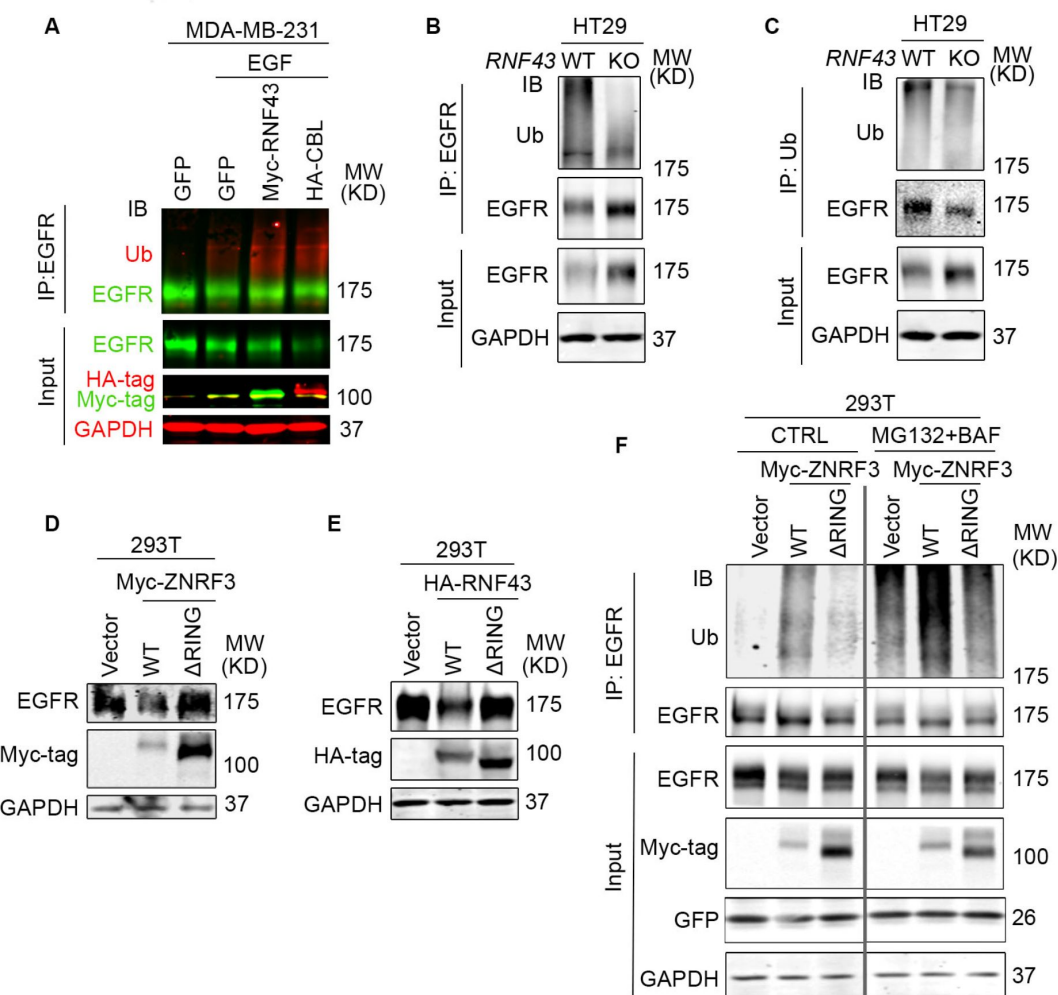 A
MDA-MB-231
EGF
GFP
GFP
Myc-RNF43
HA-CBL
MW
(KD)
IB
IP:EGFR
Ub
EGFR
175
Input
EGFR
175
HA-tag
Myc-tag
100
GAPDH
37
B
HT29
RNF43 WT KO MW
(KD)
IB
IP: EGFR
Ub
175
EGFR
175
Input
EGFR
175
GAPDH
37
C
HT29
RNF43 WT KO MW
(KD)
IB
IP: Ub
Ub
175
EGFR
175
Input
EGFR
175
GAPDH
37
D
293T
Myc-ZNRF3
Vector
WT
ΔRING
MW
(KD)
EGFR
175
Myc-tag
100
GAPDH
37
E
293T
HA-RNF43
Vector
WT
ΔRING
MW
(KD)
EGFR
175
HA-tag
100
GAPDH
37
F
293T
CTRL MG132+BAF
Myc-ZNRF3 Myc-ZNRF3
Vector
WT
ΔRING
Vector
WT
ΔRING
MW
(KD)
IB
IP: EGFR
Ub
175
EGFR
175
Input
EGFR
175
Myc-tag
100
GFP
26
GAPDH
37